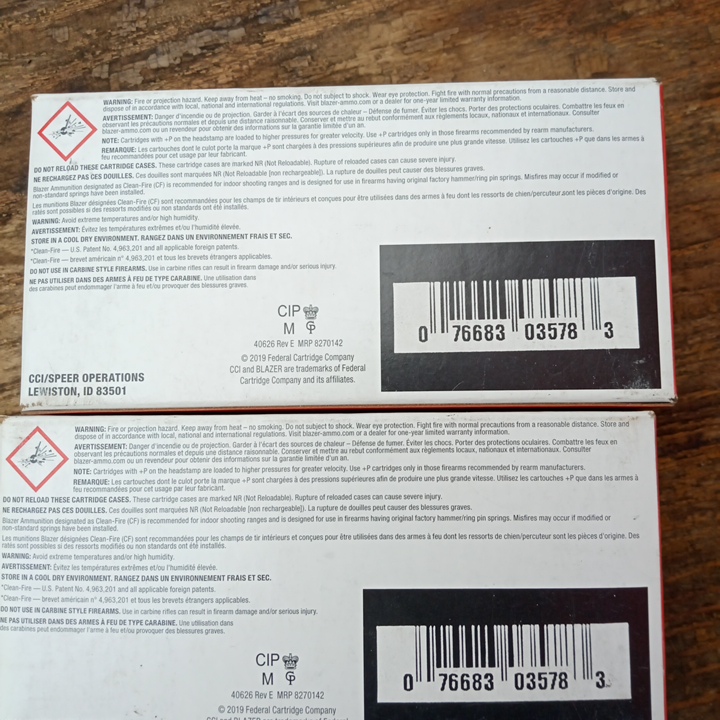 WARNING: Fire or projection hazard. Keep away from heat – no smoking. Do not subject to shock. Wear eye protection. Fight fire with normal precautions from a reasonable distance. Store and
dispose of in accordance with local, national and international regulations. Visit blazer-ammo.com or a dealer for one-year limited warranty information.
AVERTISSEMENT: Danger d'incendie ou de projection. Garder à l'écart des sources de chaleur – Défense de fumer. Éviter les chocs. Porter des protections oculaires. Combattre les feux en
observant les précautions normales et depuis une distance raisonnable. Conserver et mettre au rebut conformément aux règlements locaux, nationaux et internationaux. Consulter
blazer-ammo.com ou un revendeur pour obtenir des informations sur la garantie limitée d'un an.
NOTE: Cartridges with +P on the headstamp are loaded to higher pressures for greater velocity. Use +P cartridges only in those firearms recommended by rearm manufacturers.
REMARQUE: Les cartouches dont le culot porte la marque +P sont chargées à des pressions supérieures afin de produire une plus grande vitesse. Utilisez les cartouches +P que dans les armes à
feu recommandées pour cet usage par leur fabricant.
DO NOT RELOAD THESE CARTRIDGE CASES. These cartridge cases are marked NR (Not Reloadable). Rupture of reloaded cases can cause severe injury.
NE RECHARGEZ PAS CES DOUILLES. Ces douilles sont marquées NR (Not Reloadable [non rechargeable]). La rupture de douilles peut causer des blessures graves.
Blazer Ammunition designated as Clean-Fire (CF) is recommended for indoor shooting ranges and is designed for use in firearms having original factory hammer/ring pin springs. Misfires may occur if modified or
non-standard springs have been installed.
Les munitions Blazer désignées Clean-Fire (CF) sont recommandées pour les champs de tir intérieurs et conçues pour être utilisées dans des armes à feu dont les ressorts de chien/percuteur sont les pièces d'origine. Des
ratés sont possibles si des ressorts modifiés ou non standards ont été installés.
WARNING: Avoid extreme temperatures and/or high humidity.
AVERTISSEMENT: Évitez les températures extrêmes et/ou l'humidité élevée.
STORE IN A COOL DRY ENVIRONMENT. RANGEZ DANS UN ENVIRONNEMENT FRAIS ET SEC.
*Clean-Fire – U.S. Patent No. 4,963,201 and all applicable foreign patents.
*Clean-Fire – brevet américain n° 4,963,201 et tous les brevets étrangers applicables.
DO NOT USE IN CARBINE STYLE FIREARMS. Use in carbine rifles can result in firearm damage and/or serious injury.
NE PAS UTILISER DANS DES ARMES À FEU DE TYPE CARABINE. Une utilisation dans
des carabines peut endommager l'arme à feu et/ou provoquer des blessures graves.
CIP
M
40626 Rev E MRP 8270142
© 2019 Federal Cartridge Company
CCI and BLAZER are trademarks of Federal
Cartridge Company and its affiliates.
CCI/SPEER OPERATIONS
LEWISTON, ID 83501
0 76683 03578 3
WARNING: Fire or projection hazard. Keep away from heat – no smoking. Do not subject to shock. Wear eye protection. Fight fire with normal precautions from a reasonable distance. Store and
dispose of in accordance with local, national and international regulations. Visit blazer-ammo.com or a dealer for one-year limited warranty information.
AVERTISSEMENT: Danger d'incendie ou de projection. Garder à l'écart des sources de chaleur – Défense de fumer. Éviter les chocs. Porter des protections oculaires. Combattre les feux en
observant les précautions normales et depuis une distance raisonnable. Conserver et mettre au rebut conformément aux règlements locaux, nationaux et internationaux. Consulter
blazer-ammo.com ou un revendeur pour obtenir des informations sur la garantie limitée d'un an.
NOTE: Cartridges with +P on the headstamp are loaded to higher pressures for greater velocity. Use +P cartridges only in those firearms recommended by rearm manufacturers.
REMARQUE: Les cartouches dont le culot porte la marque +P sont chargées à des pressions supérieures afin de produire une plus grande vitesse. Utilisez les cartouches +P que dans les armes à
feu recommandées pour cet usage par leur fabricant.
DO NOT RELOAD THESE CARTRIDGE CASES. These cartridge cases are marked NR (Not Reloadable). Rupture of reloaded cases can cause severe injury.
NE RECHARGEZ PAS CES DOUILLES. Ces douilles sont marquées NR (Not Reloadable [non rechargeable]). La rupture de douilles peut causer des blessures graves.
Blazer Ammunition designated as Clean-Fire (CF) is recommended for indoor shooting ranges and is designed for use in firearms having original factory hammer/ring pin springs. Misfires may occur if modified or
non-standard springs have been installed.
Les munitions Blazer désignées Clean-Fire (CF) sont recommandées pour les champs de tir intérieurs et conçues pour être utilisées dans des armes à feu dont les ressorts de chien/percuteur sont les pièces d'origine. Des
ratés sont possibles si des ressorts modifiés ou non standards ont été installés.
WARNING: Avoid extreme temperatures and/or high humidity.
AVERTISSEMENT: Évitez les températures extrêmes et/ou l'humidité élevée.
STORE IN A COOL DRY ENVIRONMENT. RANGEZ DANS UN ENVIRONNEMENT FRAIS ET SEC.
*Clean-Fire – U.S. Patent No. 4,963,201 and all applicable foreign patents.
*Clean-Fire – brevet américain n° 4,963,201 et tous les brevets étrangers applicables.
DO NOT USE IN CARBINE STYLE FIREARMS. Use in carbine rifles can result in firearm damage and/or serious injury.
NE PAS UTILISER DANS DES ARMES À FEU DE TYPE CARABINE. Une utilisation dans
des carabines peut endommager l'arme à feu et/ou provoquer des blessures graves.
CIP
M
40626 Rev E MRP 8270142
© 2019 Federal Cartridge Company
0 76683 03578 3